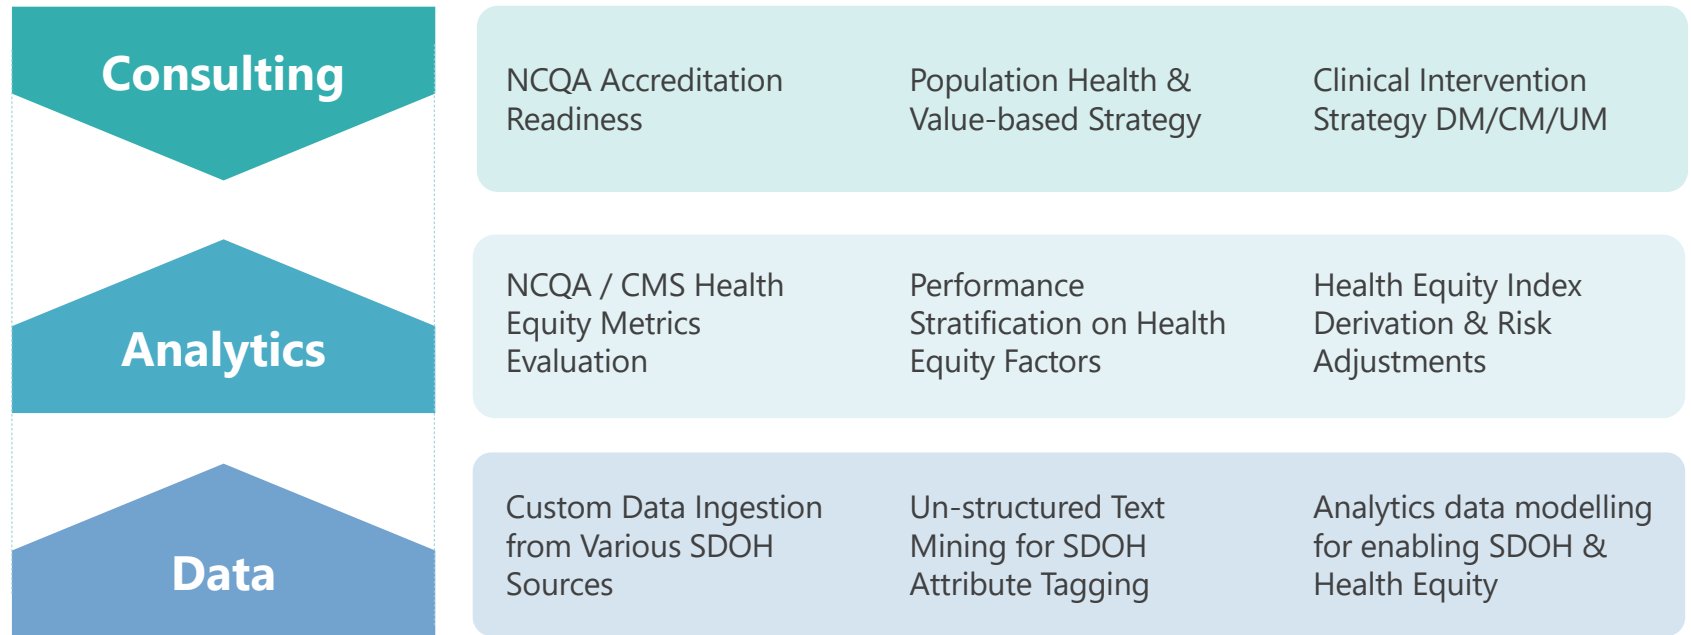 Consulting
NCQA Accreditation
Readiness
Population Health &
Value-based Strategy
Clinical Intervention
Strategy DM/CM/UM
Analytics
NCQA / CMS Health
Equity Metrics
Evaluation
Performance
Stratification on Health
Equity Factors
Health Equity Index
Derivation & Risk
Adjustments
Data
Custom Data Ingestion
from Various SDOH
Sources
Un-structured Text
Mining for SDOH
Attribute Tagging
Analytics data modelling
for enabling SDOH &
Health Equity